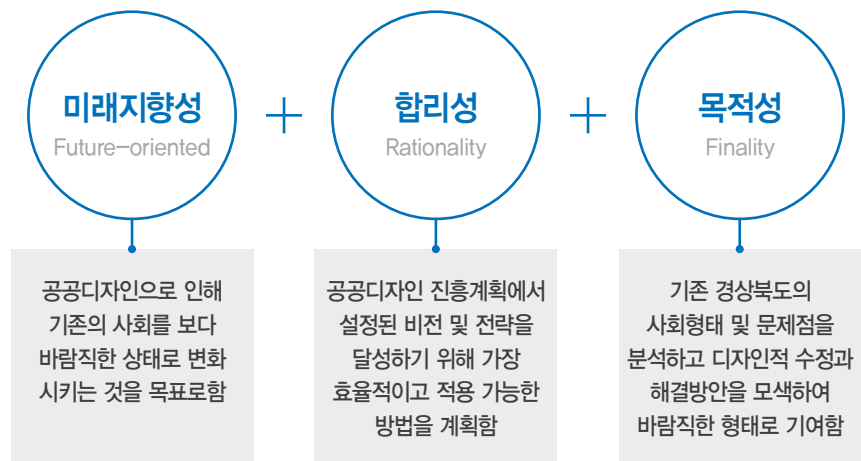 미래지향성
Future-oriented
+
합리성
Rationality
+
목적성
Finality
공공디자인으로 인해
기존의 사회를 보다
바람직한 상태로 변화
시키는 것을 목표로함
공공디자인 진흥계획에서
설정된 비전 및 전략을
달성하기 위해 가장
효율적이고 적용 가능한
방법을 계획함
기존 경상북도의
사회형태 및 문제점을
분석하고 디자인적 수정과
해결방안을 모색하여
바람직한 형태로 기여함